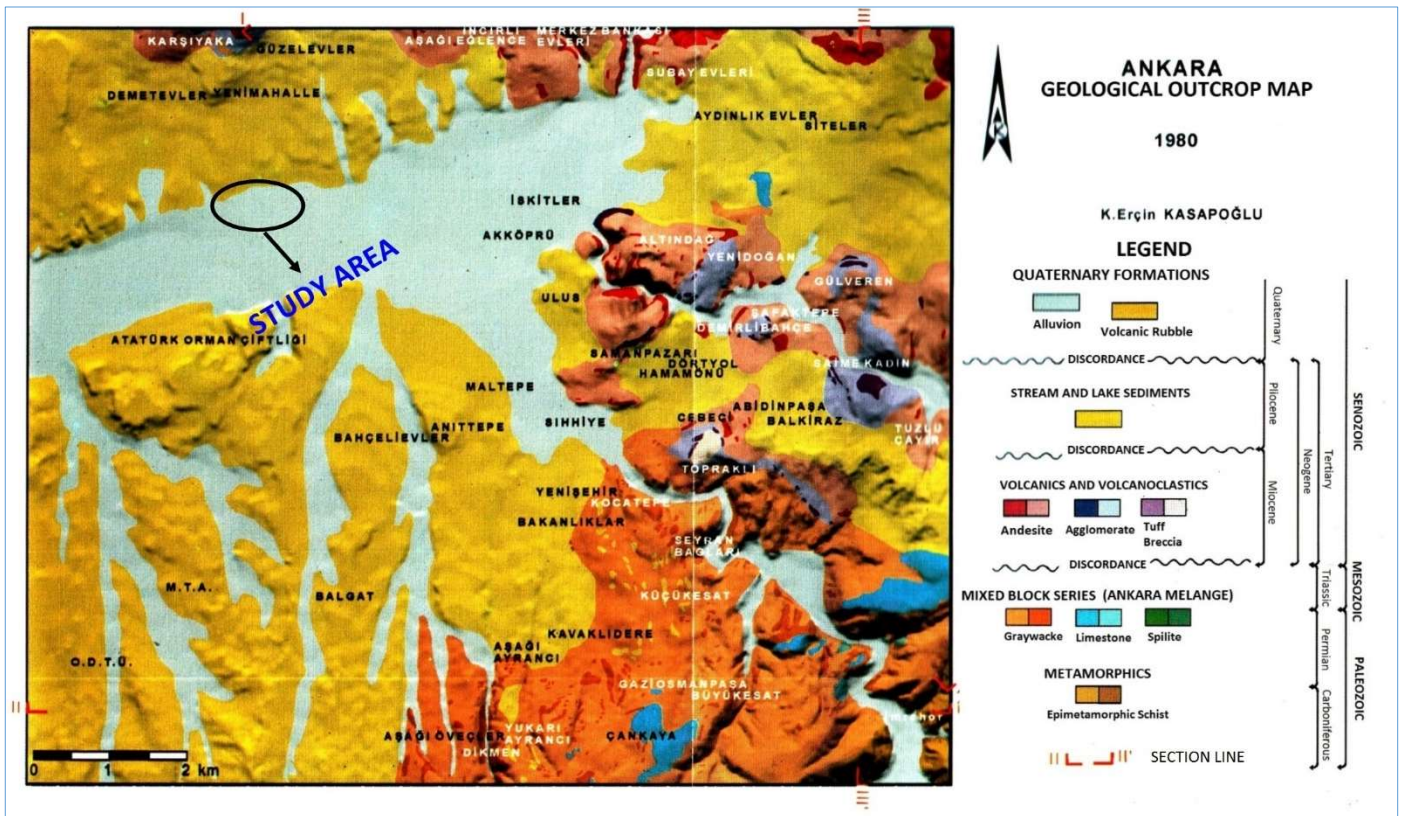 I
III
KARŞIYAKA
GÜZELEVLER
İNCİRLİ
AŞAĞI EĞLENCE
MERKEZ BANKASI
EVLERİ
SUBAY EVLERİ
DEMETEVLER
YENİMAHALLE
AYDINLIK EVLER
SİTELER
İSKİTLER
AKKÖPRÜ
ALTINDAĞ
YENİDOĞAN
GÜLVEREN
STUDY AREA
ULUS
DEMİRLİBAHÇE
ATATÜRK ORMAN ÇİFTLİĞİ
SAMANPAZARI
DÖRTYOL
HAMAMÖNÜ
SAİME KADIN
MALTEPE
SIHHİYE
CEBECİ
ABİDİNPAŞA
BALKİRAZ
TUZLU
ÇAYIR
BAHÇELİEVLER
ANITTEPE
TOPRAKLI
YENİŞEHİR
KOCATEPE
BAKANLIKLAR
SEYRAN
BAĞLARI
M.T.A.
BALGAT
KÜÇÜKESAT
KAVAKLIDERE
AŞAĞI
AYRANCI
O.D.T.Ü.
GAZİOSMANPAŞA
BÜYÜKESAT
II
AŞAĞI ÖVEÇLER
YUKARI
AYRANCI
DİKMEN
ÇANKAYA
0 1 2 km
III
ANKARA
GEOLOGICAL OUTCROP MAP
1980
K.Erçin KASAPOĞLU
LEGEND
QUATERNARY FORMATIONS
Alluvion
Volcanic Rubble
DISCORDANCE
STREAM AND LAKE SEDIMENTS
DISCORDANCE
VOLCANICS AND VOLCANOCLASTICS
Andesite
Agglomerate
Tuff
Breccia
DISCORDANCE
MIXED BLOCK SERIES (ANKARA MELANGE)
Graywacke
Limestone
Spilite
METAMORPHICS
Epimetamorphic Schist
II II' SECTION LINE
Quaternary
Pliocene
Miocene
Triassic
Permian
Carboniferous
Neogene
Tertiary
SENOZOIC
MESOZOIC
PALEOZOIC